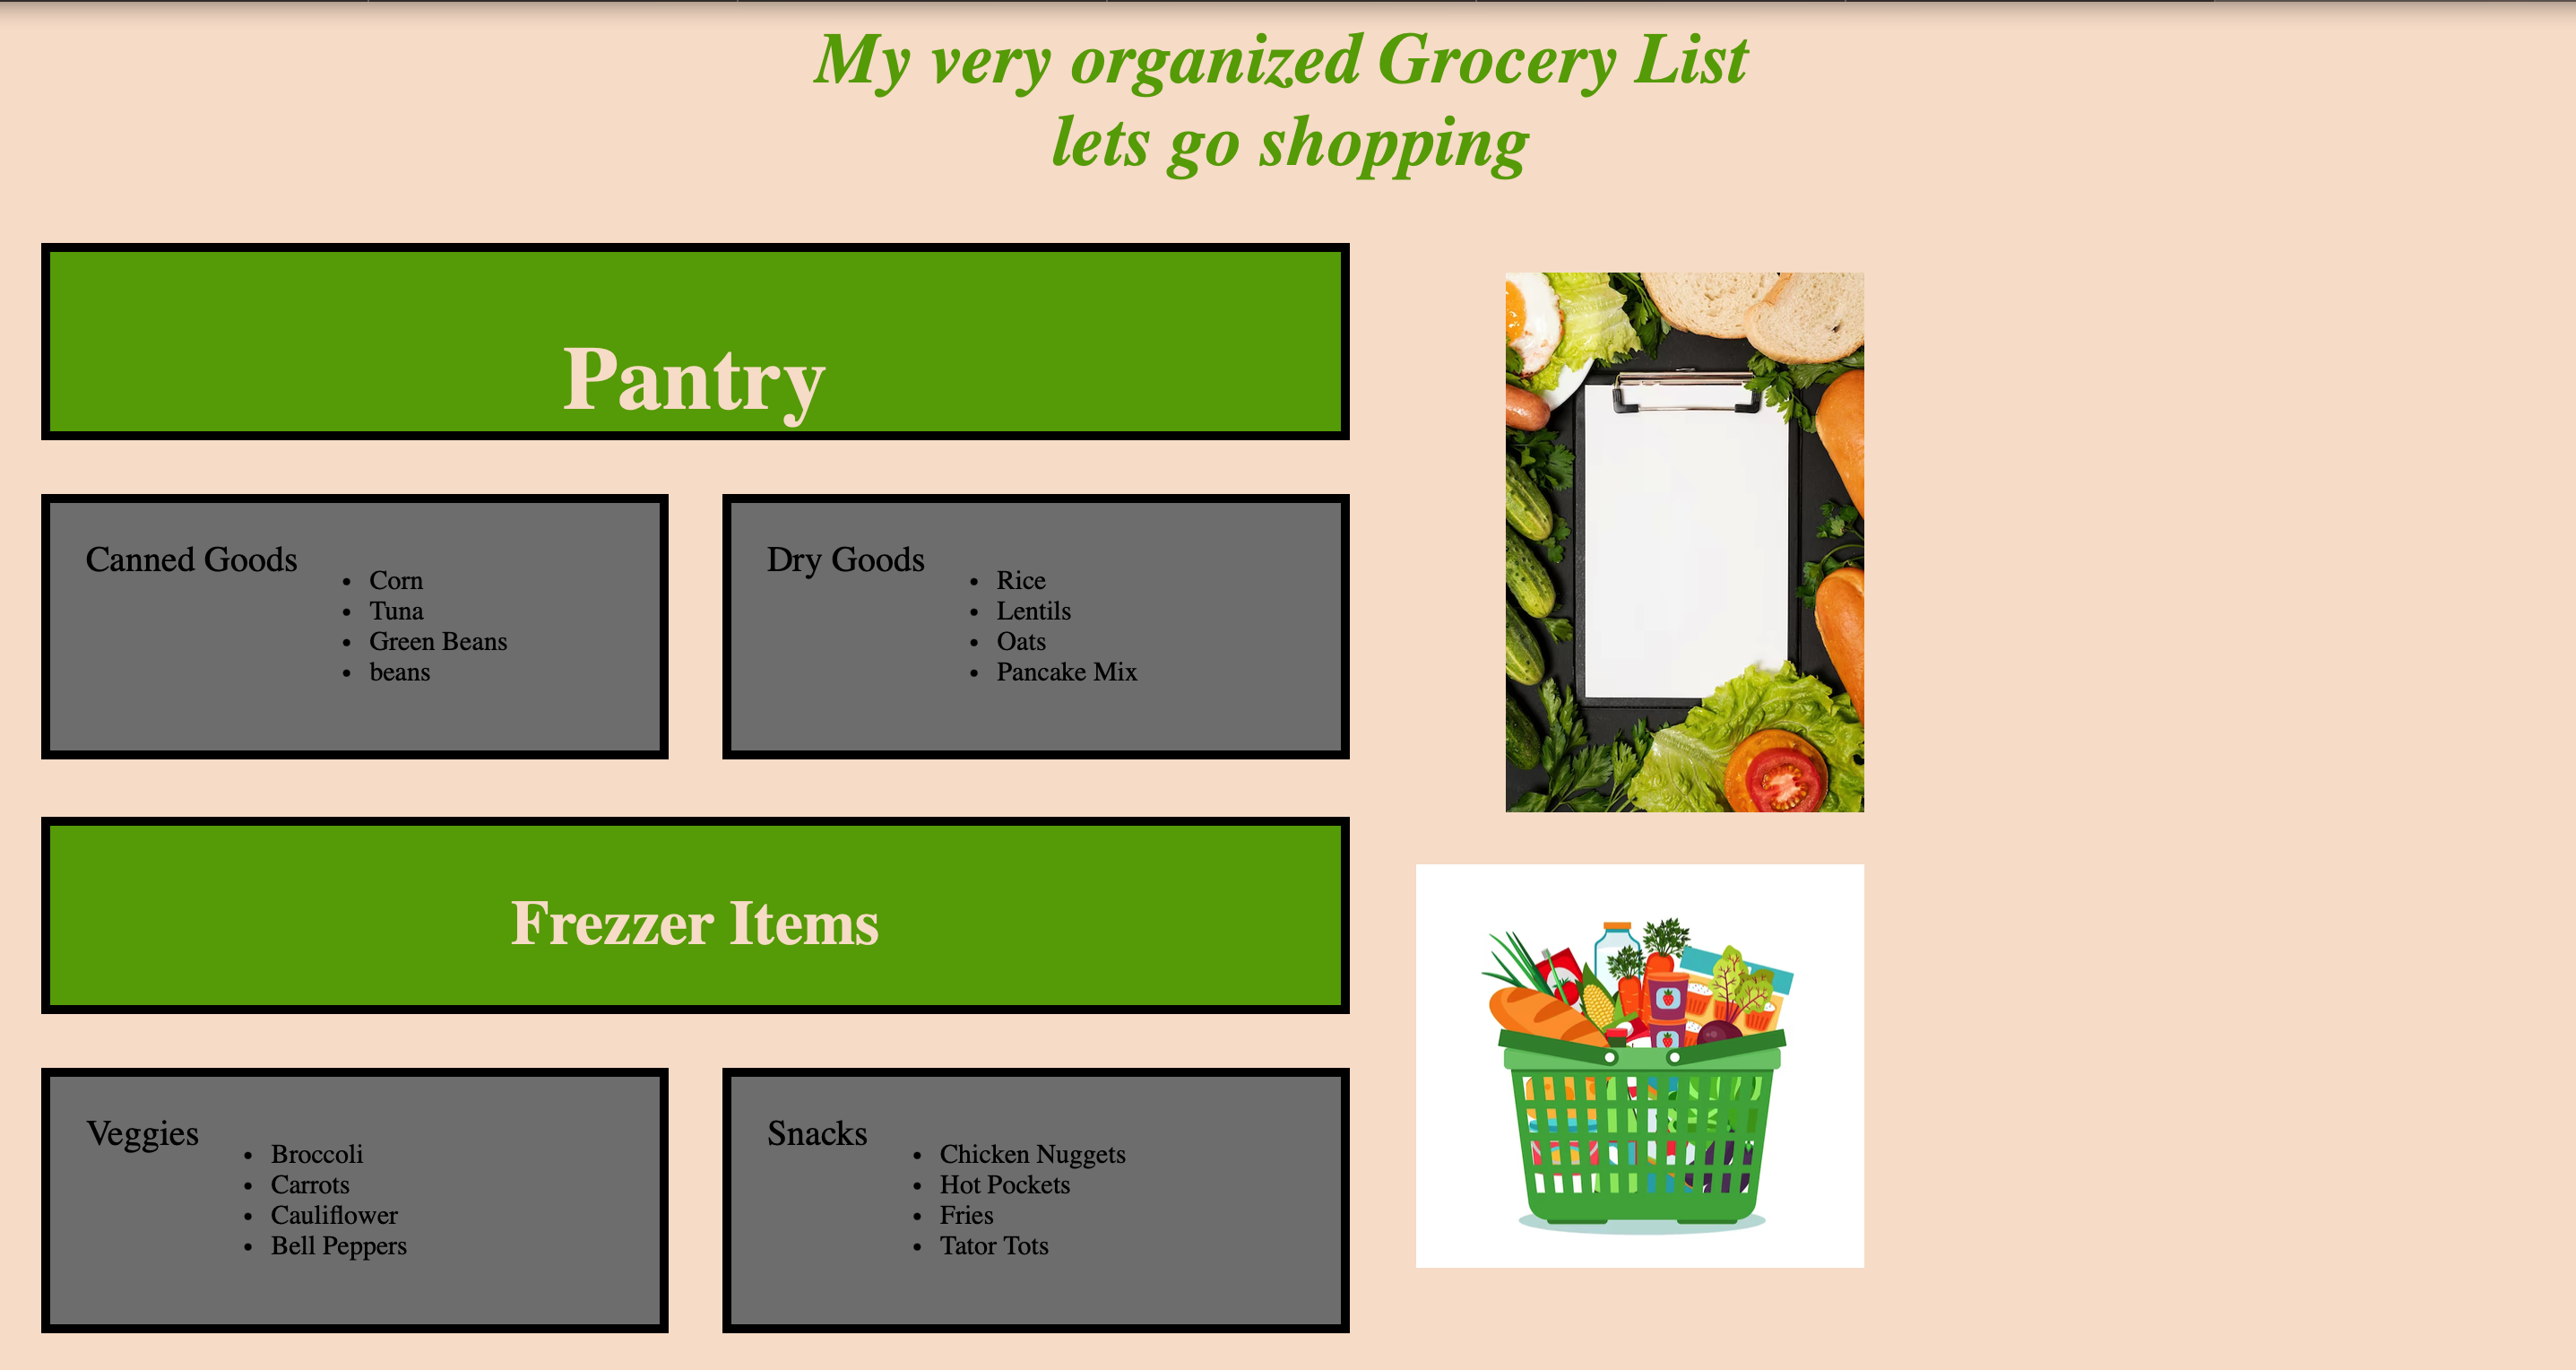 My very organized Grocery List
lets go shopping
Pantry
Canned Goods
Corn
Tuna
Green Beans
beans
Dry Goods
Rice
Lentils
Oats
Pancake Mix
Frezzer Items
Veggies
Broccoli
Carrots
Cauliflower
Bell Peppers
Snacks
Chicken Nuggets
Hot Pockets
Fries
Tator Tots